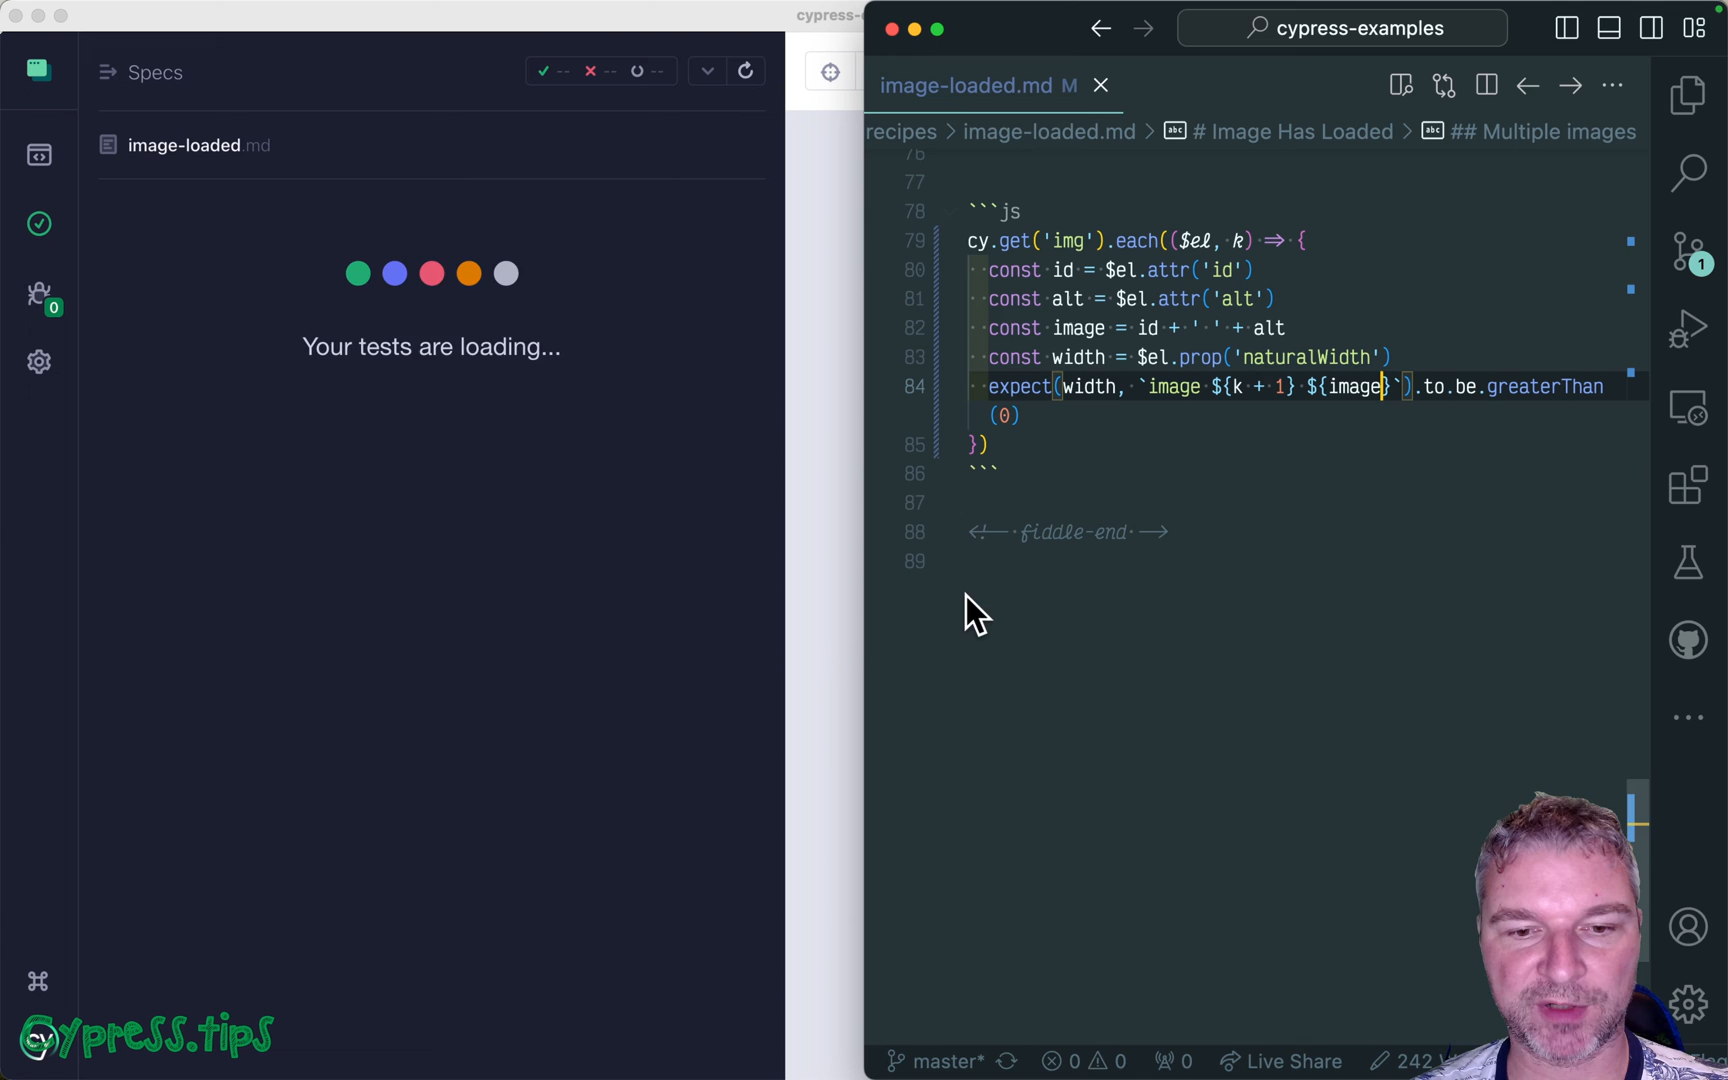 cypress-
Specs
-- -- --
image-loaded.md
Your tests are loading...
0
Cypress.tips
cypress-examples
image-loaded.md M
recipes > image-loaded.md > # Image Has Loaded > ## Multiple images
76
77
78 ```js
79 cy.get('img').each(($el, k) => {
80 const id = $el.attr('id')
81 const alt = $el.attr('alt')
82 const image = id + ' ' + alt
83 const width = $el.prop('naturalWidth')
84 expect(width, `image ${k + 1} ${image}`).to.be.greaterThan
(0)
85 })
86 ```
87
88 <!-- fiddle-end -->
89
1
master* 0 0 0 Live Share 242